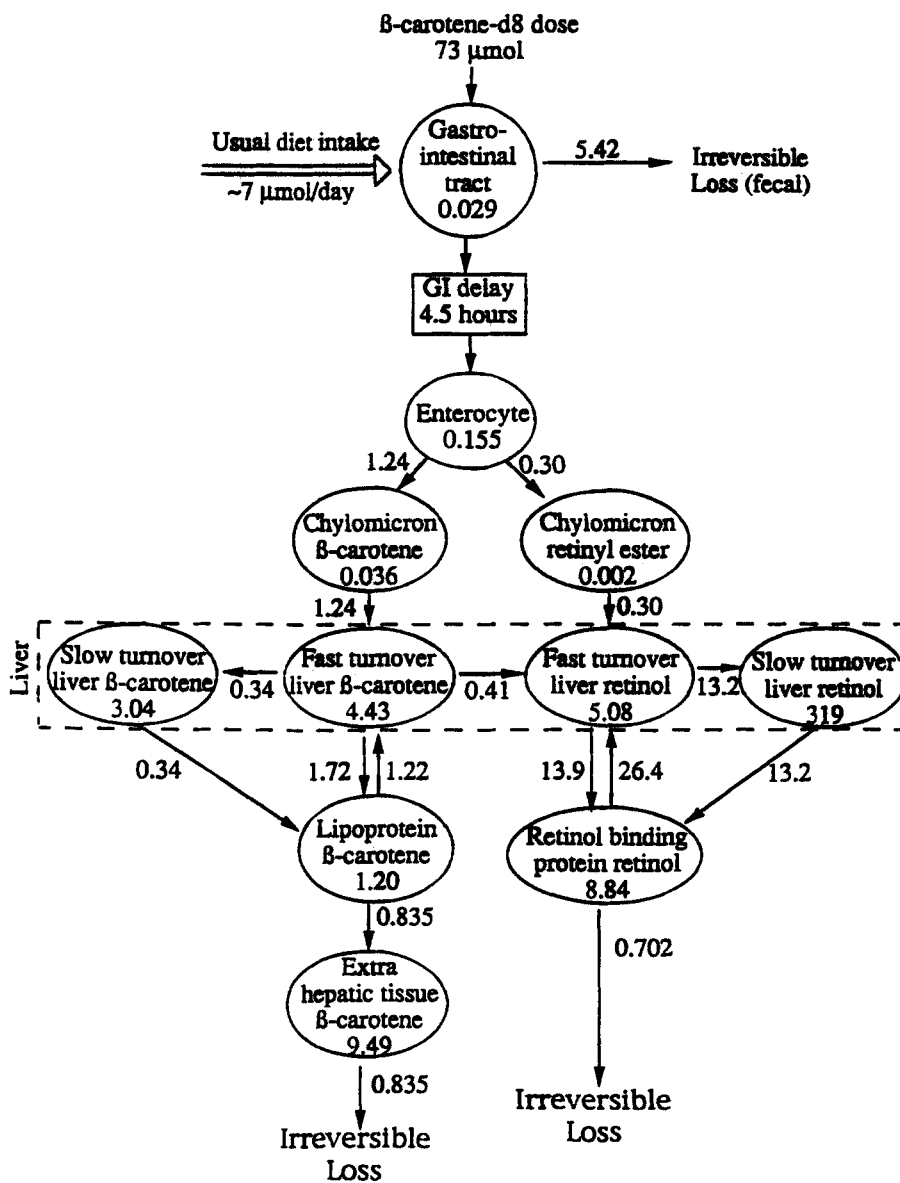 ß-carotene-d8 dose
73 µmol
Usual diet intake
~7 µmol/day
Gastro-
intestinal
tract
0.029
5.42
Irreversible
Loss (fecal)
GI delay
4.5 hours
Enterocyte
0.155
1.24
0.30
Chylomicron
ß-carotene
0.036
Chylomicron
retinyl ester
0.002
1.24
0.30
Liver
Slow turnover
liver ß-carotene
3.04
0.34
Fast turnover
liver ß-carotene
4.43
0.41
Fast turnover
liver retinol
5.08
13.2
Slow turnover
liver retinol
319
0.34
1.72
1.22
13.9
26.4
13.2
Lipoprotein
ß-carotene
1.20
Retinol binding
protein retinol
8.84
0.835
0.702
Extra
hepatic tissue
ß-carotene
9.49
0.835
Irreversible
Loss
Irreversible
Loss